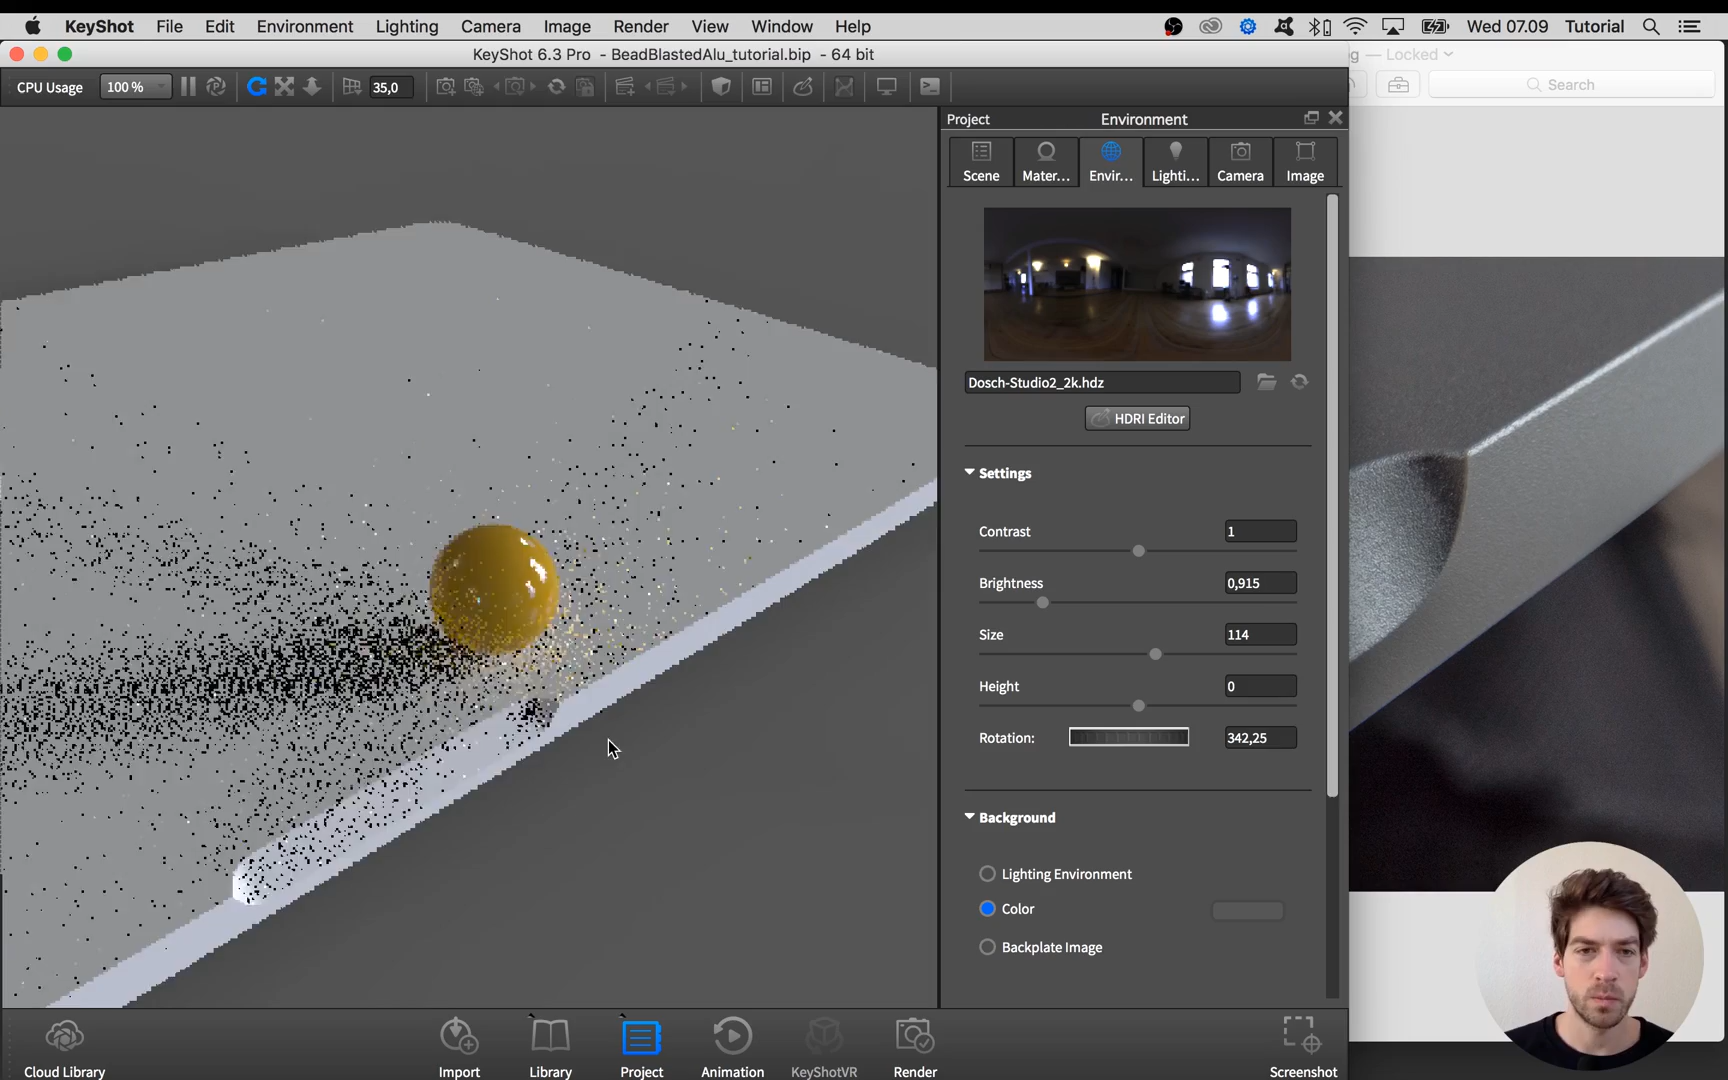 KeyShot File Edit Environment Lighting Camera Image Render View Window Help Wed 07.09 Tutorial
KeyShot 6.3 Pro - BeadBlastedAlu_tutorial.bip - 64 bit
g — Locked
CPU Usage 100 % 35,0
Search
Project Environment
Scene Mater... Envir... Lighti... Camera Image
Dosch-Studio2_2k.hdz
HDRI Editor
Settings
Contrast 1
Brightness 0,915
Size 114
Height 0
Rotation: 342,25
Background
Lighting Environment
Color
Backplate Image
Cloud Library Import Library Project Animation KeyShotVR Render Screenshot